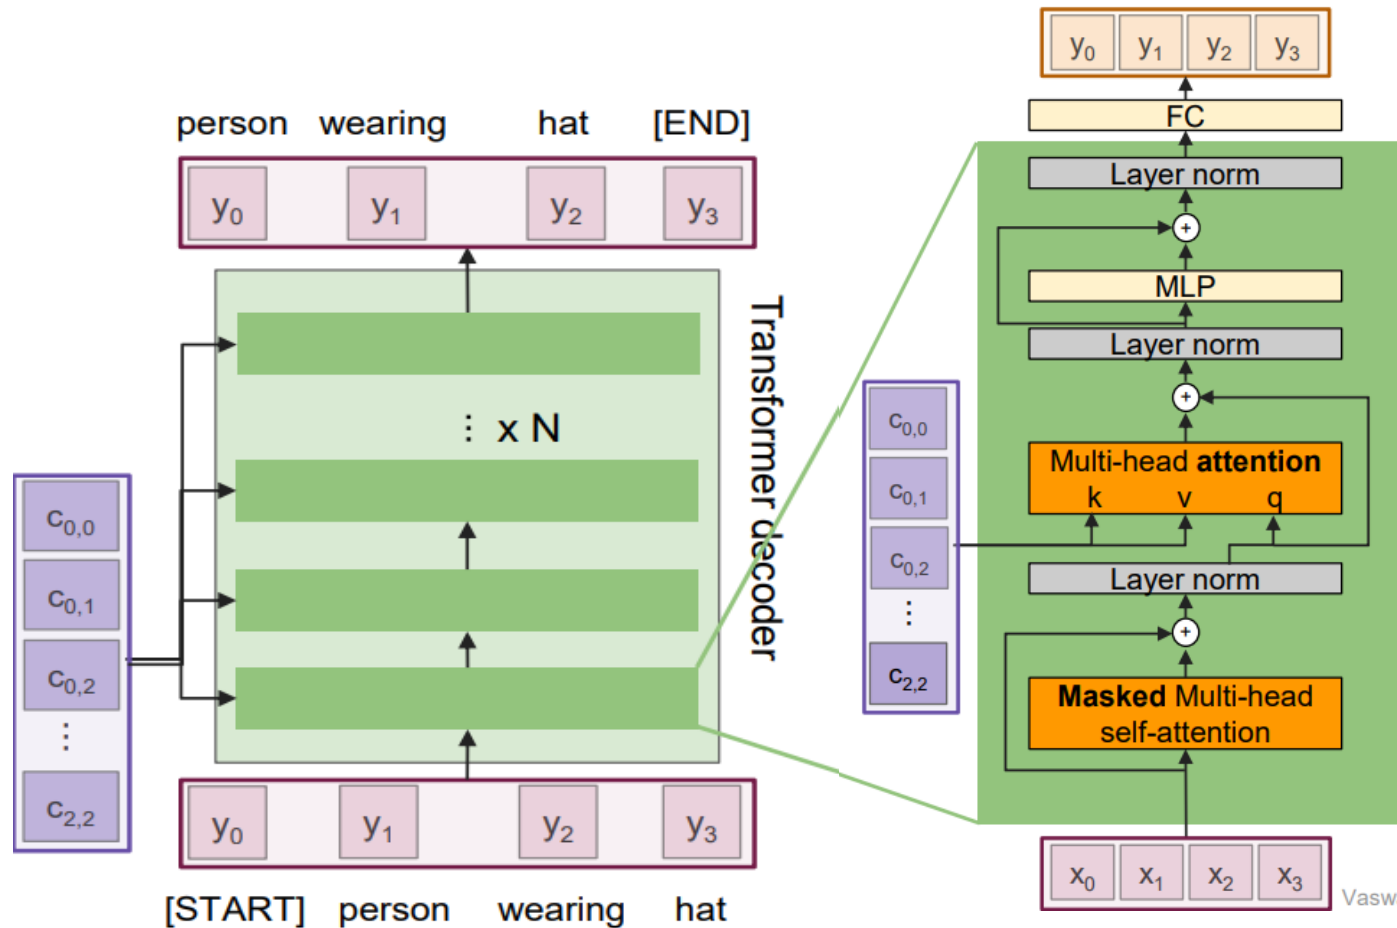 person wearing hat [END]
y0 y1 y2 y3
⋮ x N
Transformer decoder
c0,0
c0,1
c0,2
⋮
c2,2
y0 y1 y2 y3
[START] person wearing hat
y0 y1 y2 y3
FC
Layer norm
+
MLP
Layer norm
+
Multi-head attention
k v q
Layer norm
+
Masked Multi-head
self-attention
c0,0
c0,1
c0,2
⋮
c2,2
x0 x1 x2 x3
Vasw